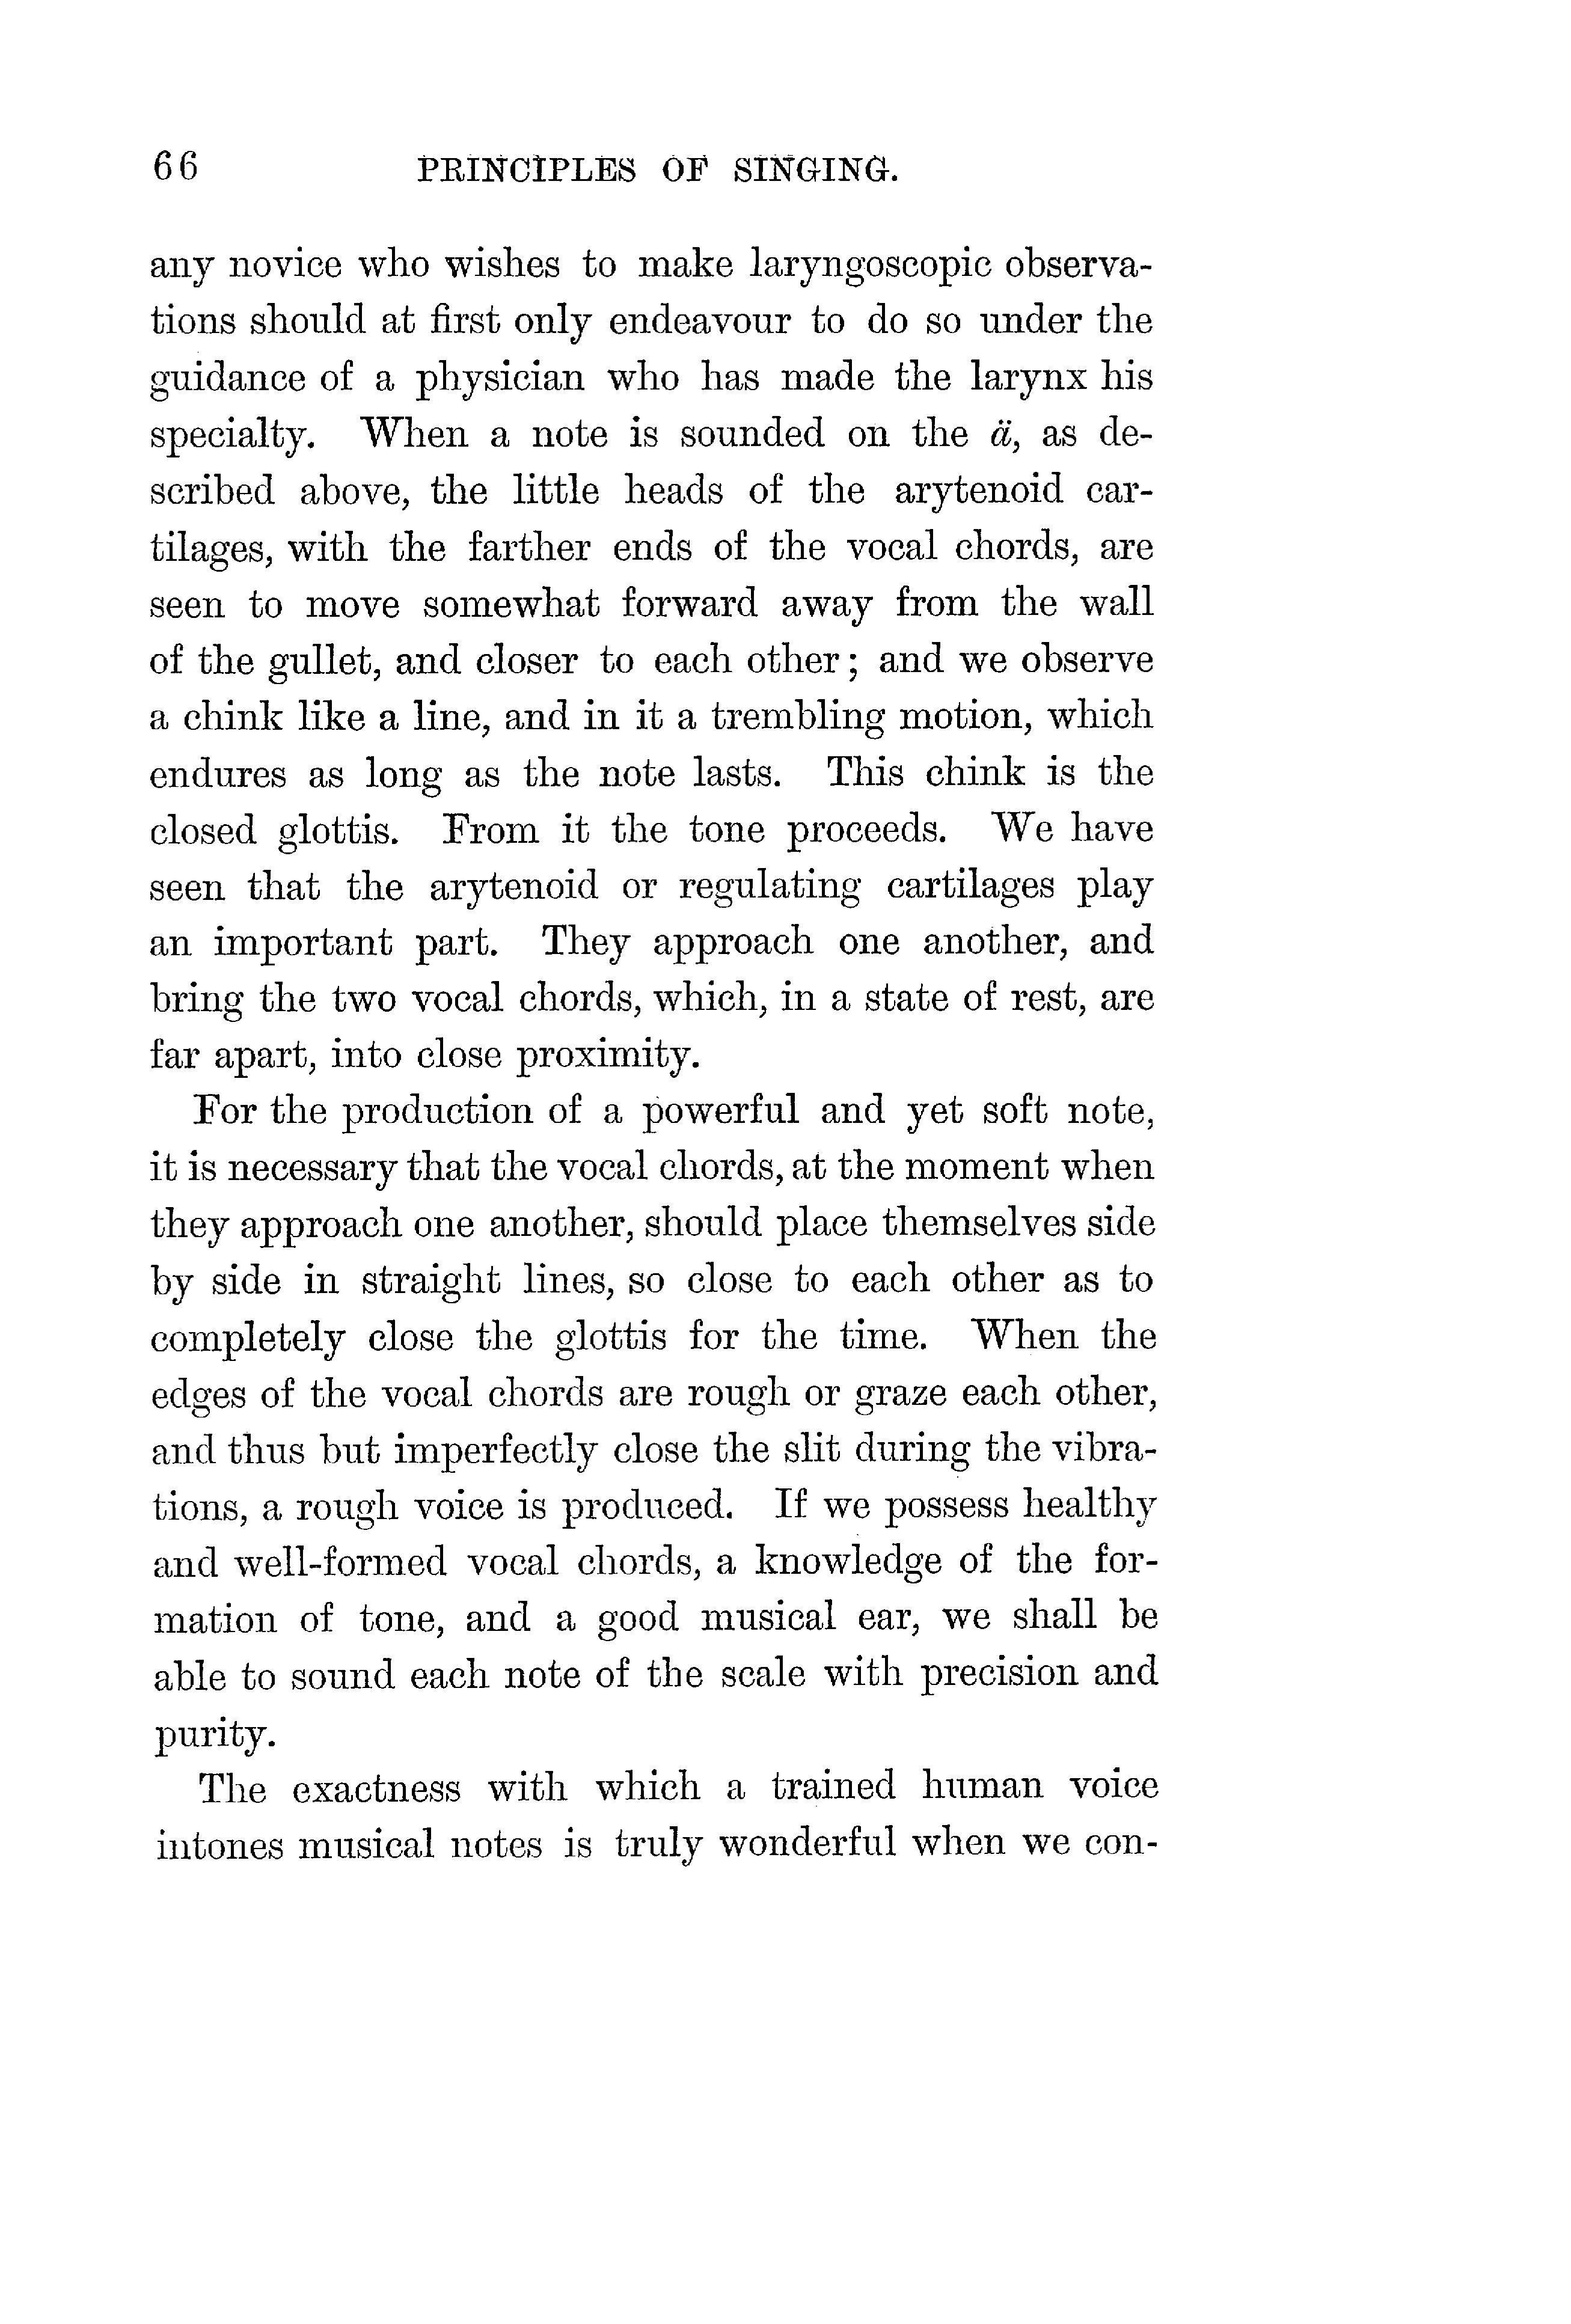 66 PRINCIPLES OF SINGING.
any novice who wishes to make laryngoscopic observa-
tions should at first only endeavour to do so under the
guidance of a physician who has made the larynx his
specialty. When a note is sounded on the ä, as de-
scribed above, the little heads of the arytenoid car-
tilages, with the farther ends of the vocal chords, are
seen to move somewhat forward away from the wall
of the gullet, and closer to each other; and we observe
a chink like a line, and in it a trembling motion, which
endures as long as the note lasts. This chink is the
closed glottis. From it the tone proceeds. We have
seen that the arytenoid or regulating cartilages play
an important part. They approach one another, and
bring the two vocal chords, which, in a state of rest, are
far apart, into close proximity.
For the production of a powerful and yet soft note,
it is necessary that the vocal chords, at the moment when
they approach one another, should place themselves side
by side in straight lines, so close to each other as to
completely close the glottis for the time. When the
edges of the vocal chords are rough or graze each other,
and thus but imperfectly close the slit during the vibra-
tions, a rough voice is produced. If we possess healthy
and well-formed vocal chords, a knowledge of the for-
mation of tone, and a good musical ear, we shall be
able to sound each note of the scale with precision and
purity.
The exactness with which a trained human voice
intones musical notes is truly wonderful when we con-